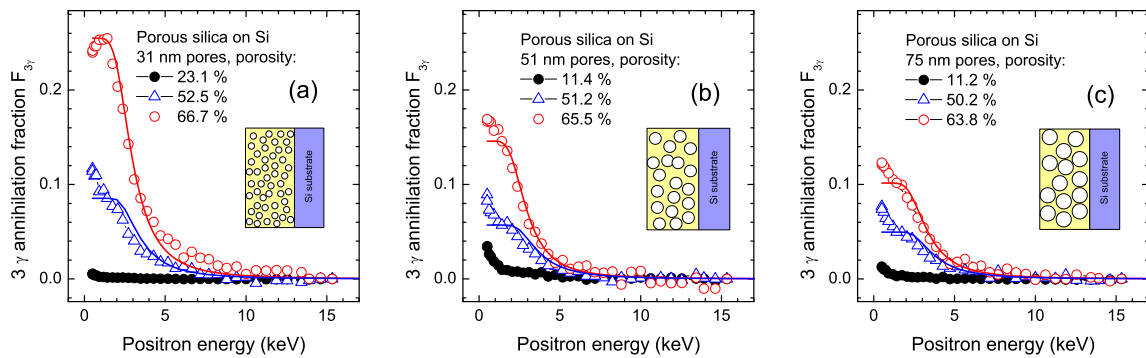 Porous silica on Si
31 nm pores, porosity:
23.1 %
52.5 %
66.7 %
(a)
Si substrate
3 γ annihilation fraction F3γ
0.2
0.1
0.0
0 5 10 15
Positron energy (keV)
Porous silica on Si
51 nm pores, porosity:
11.4 %
51.2 %
65.5 %
(b)
Si substrate
3 γ annihilation fraction F3γ
0.2
0.1
0.0
0 5 10 15
Positron energy (keV)
Porous silica on Si
75 nm pores, porosity:
11.2 %
50.2 %
63.8 %
(c)
Si substrate
3 γ annihilation fraction F3γ
0.2
0.1
0.0
0 5 10 15
Positron energy (keV)